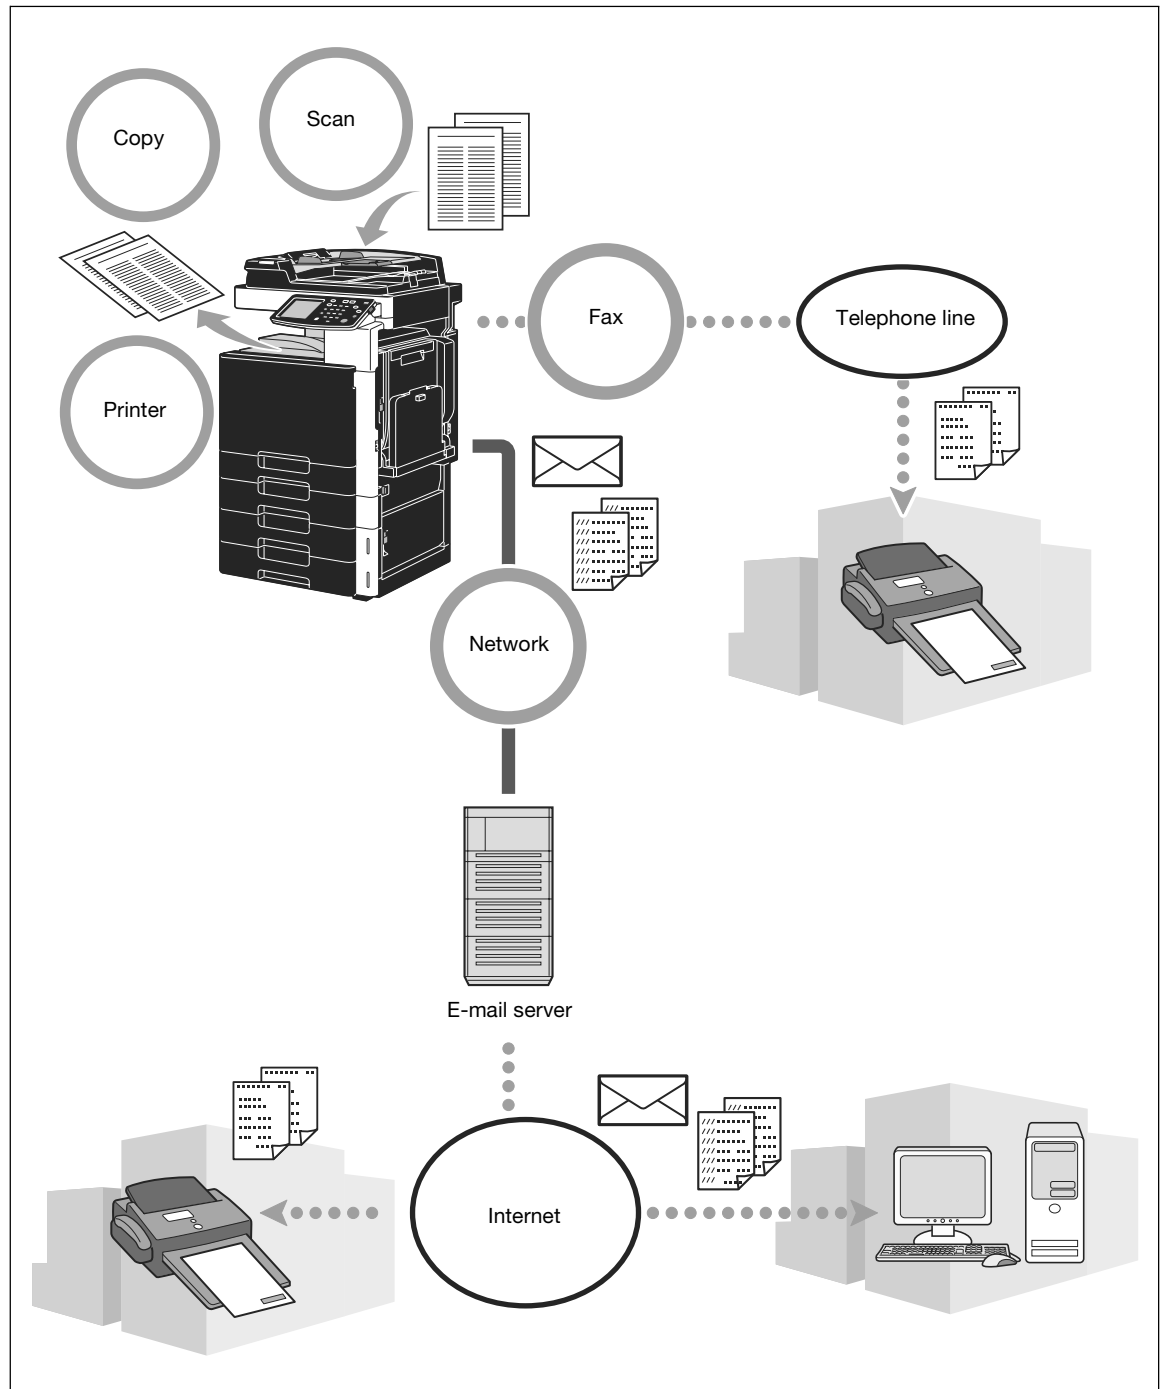 Scan
Copy
Fax
Telephone line
Printer
Network
E-mail server
Internet